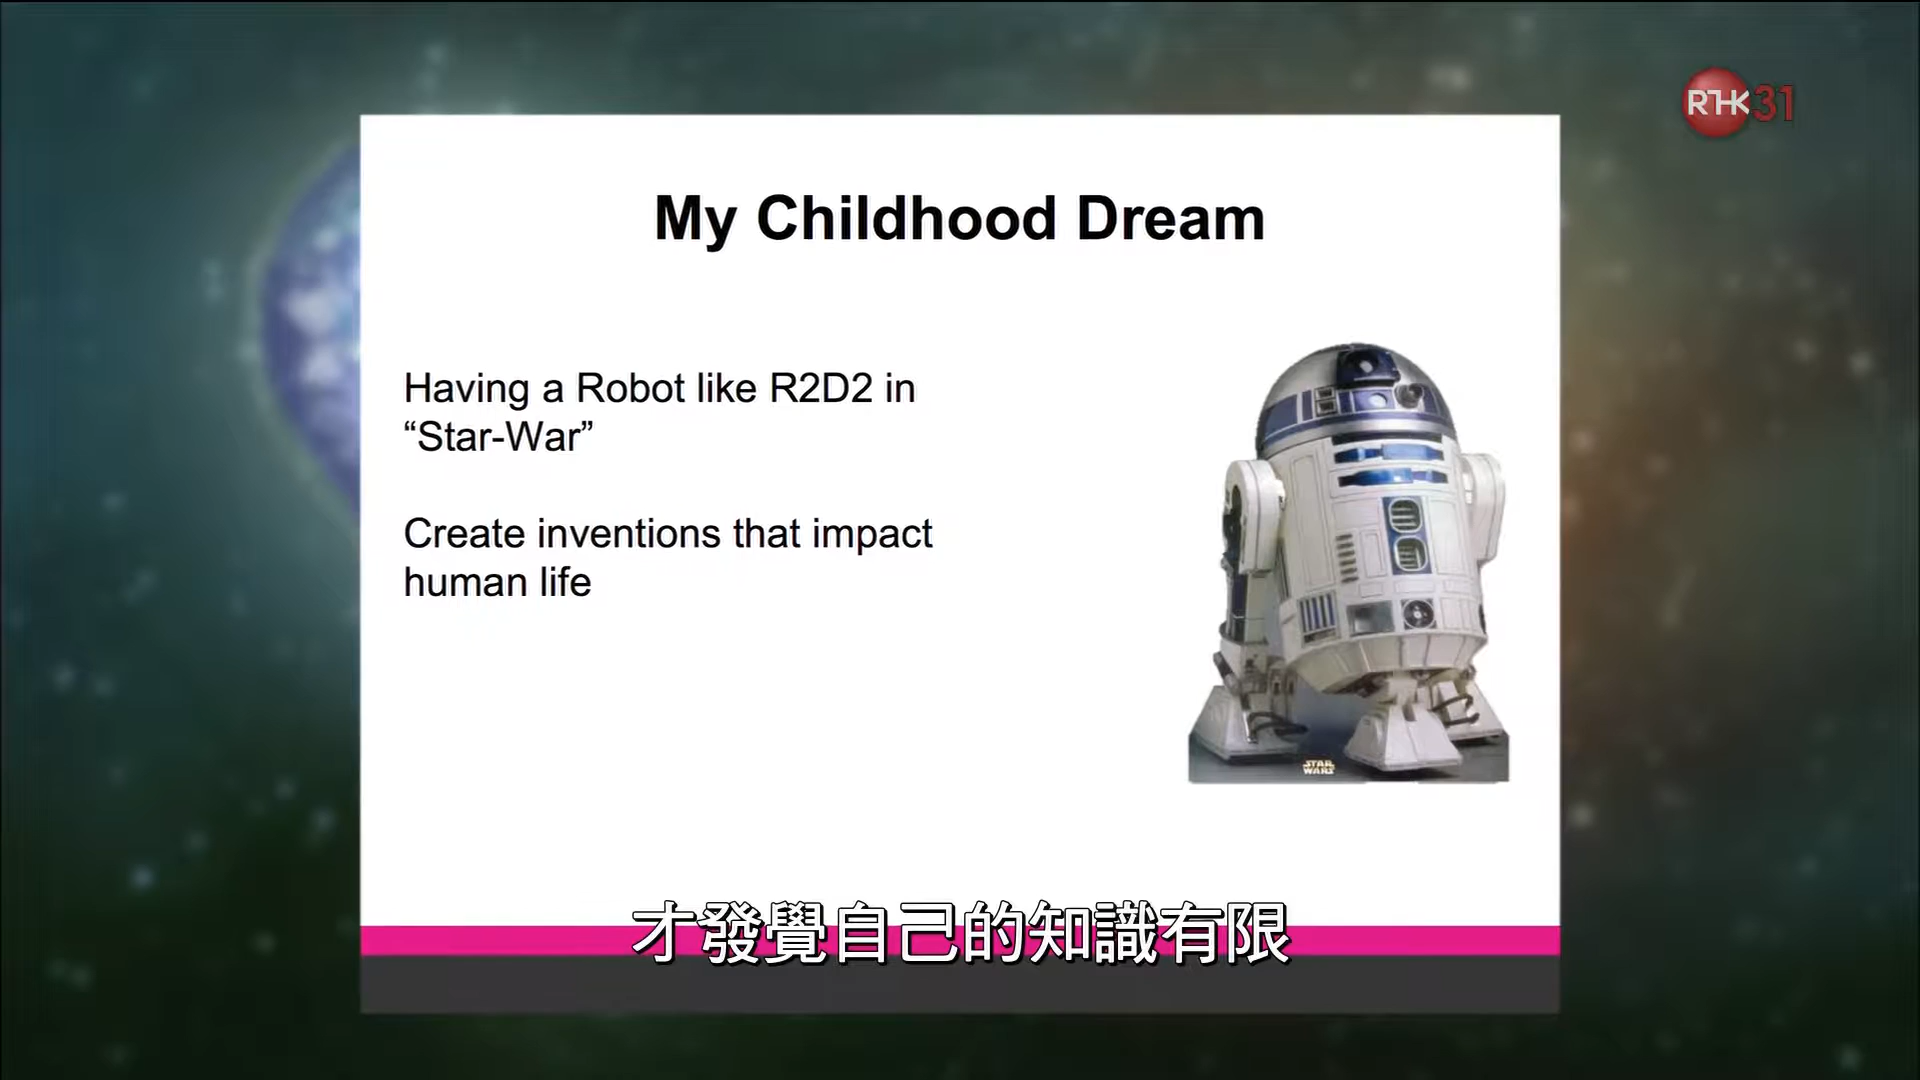 RTHK31
My Childhood Dream
Having a Robot like R2D2 in
“Star-War”
Create inventions that impact
human life
STAR
WARS
才發覺自己的知識有限